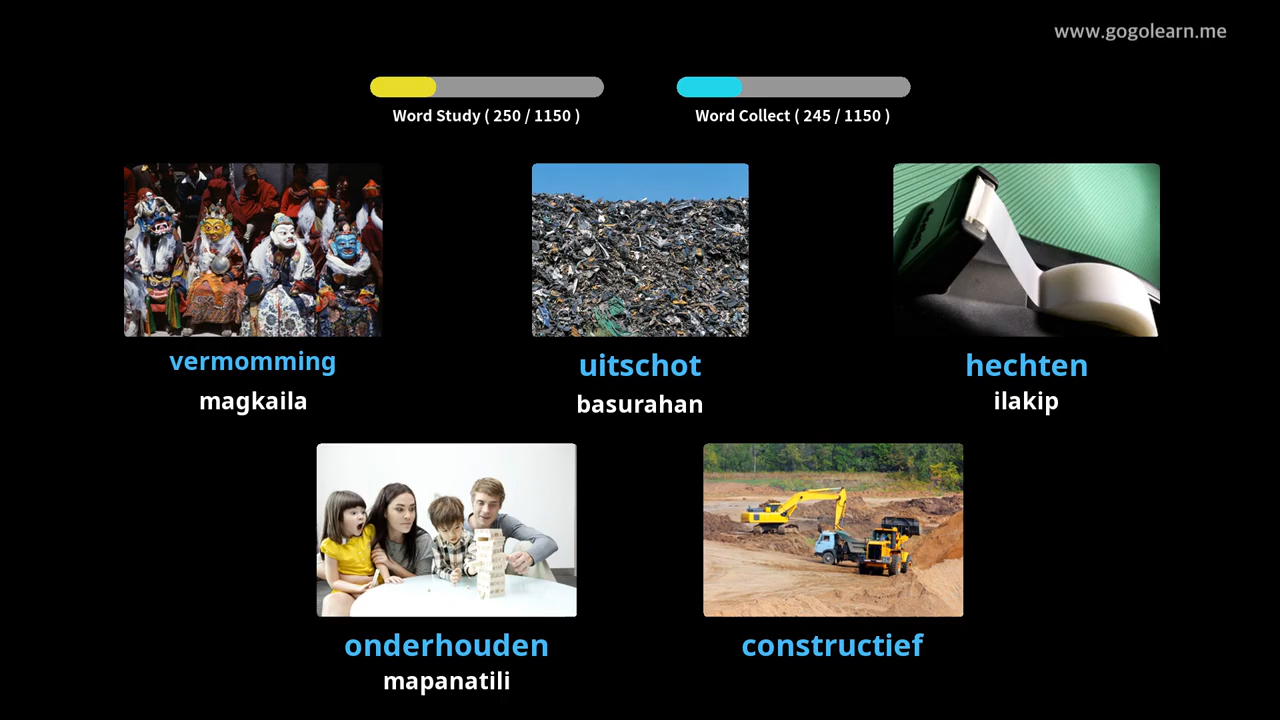 www.gogolearn.me
Word Study ( 250 / 1150 )
Word Collect ( 245 / 1150 )
vermomming
magkaila
uitschot
basurahan
hechten
ilakip
onderhouden
mapanatili
constructief